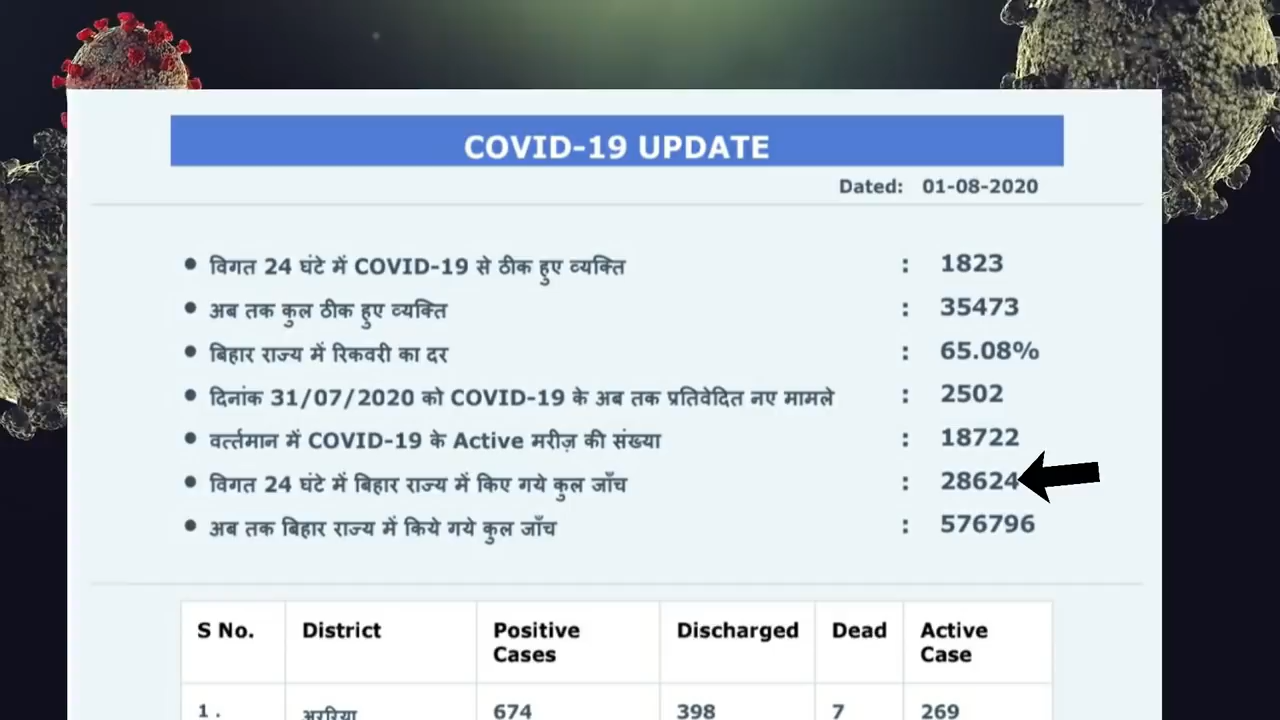 COVID-19 UPDATE
Dated: 01-08-2020
• विगत 24 घंटे में COVID-19 से ठीक हुए व्यक्ति : 1823
• अब तक कुल ठीक हुए व्यक्ति : 35473
• बिहार राज्य में रिकवरी का दर : 65.08%
• दिनांक 31/07/2020 को COVID-19 के अब तक प्रतिवेदित नए मामले : 2502
• वर्त्तमान में COVID-19 के Active मरीज़ की संख्या : 18722
• विगत 24 घंटे में बिहार राज्य में किए गये कुल जाँच : 28624
• अब तक बिहार राज्य में किये गये कुल जाँच : 576796
S No. District Positive Cases Discharged Dead Active Case
1 . अररिया 674 398 7 269